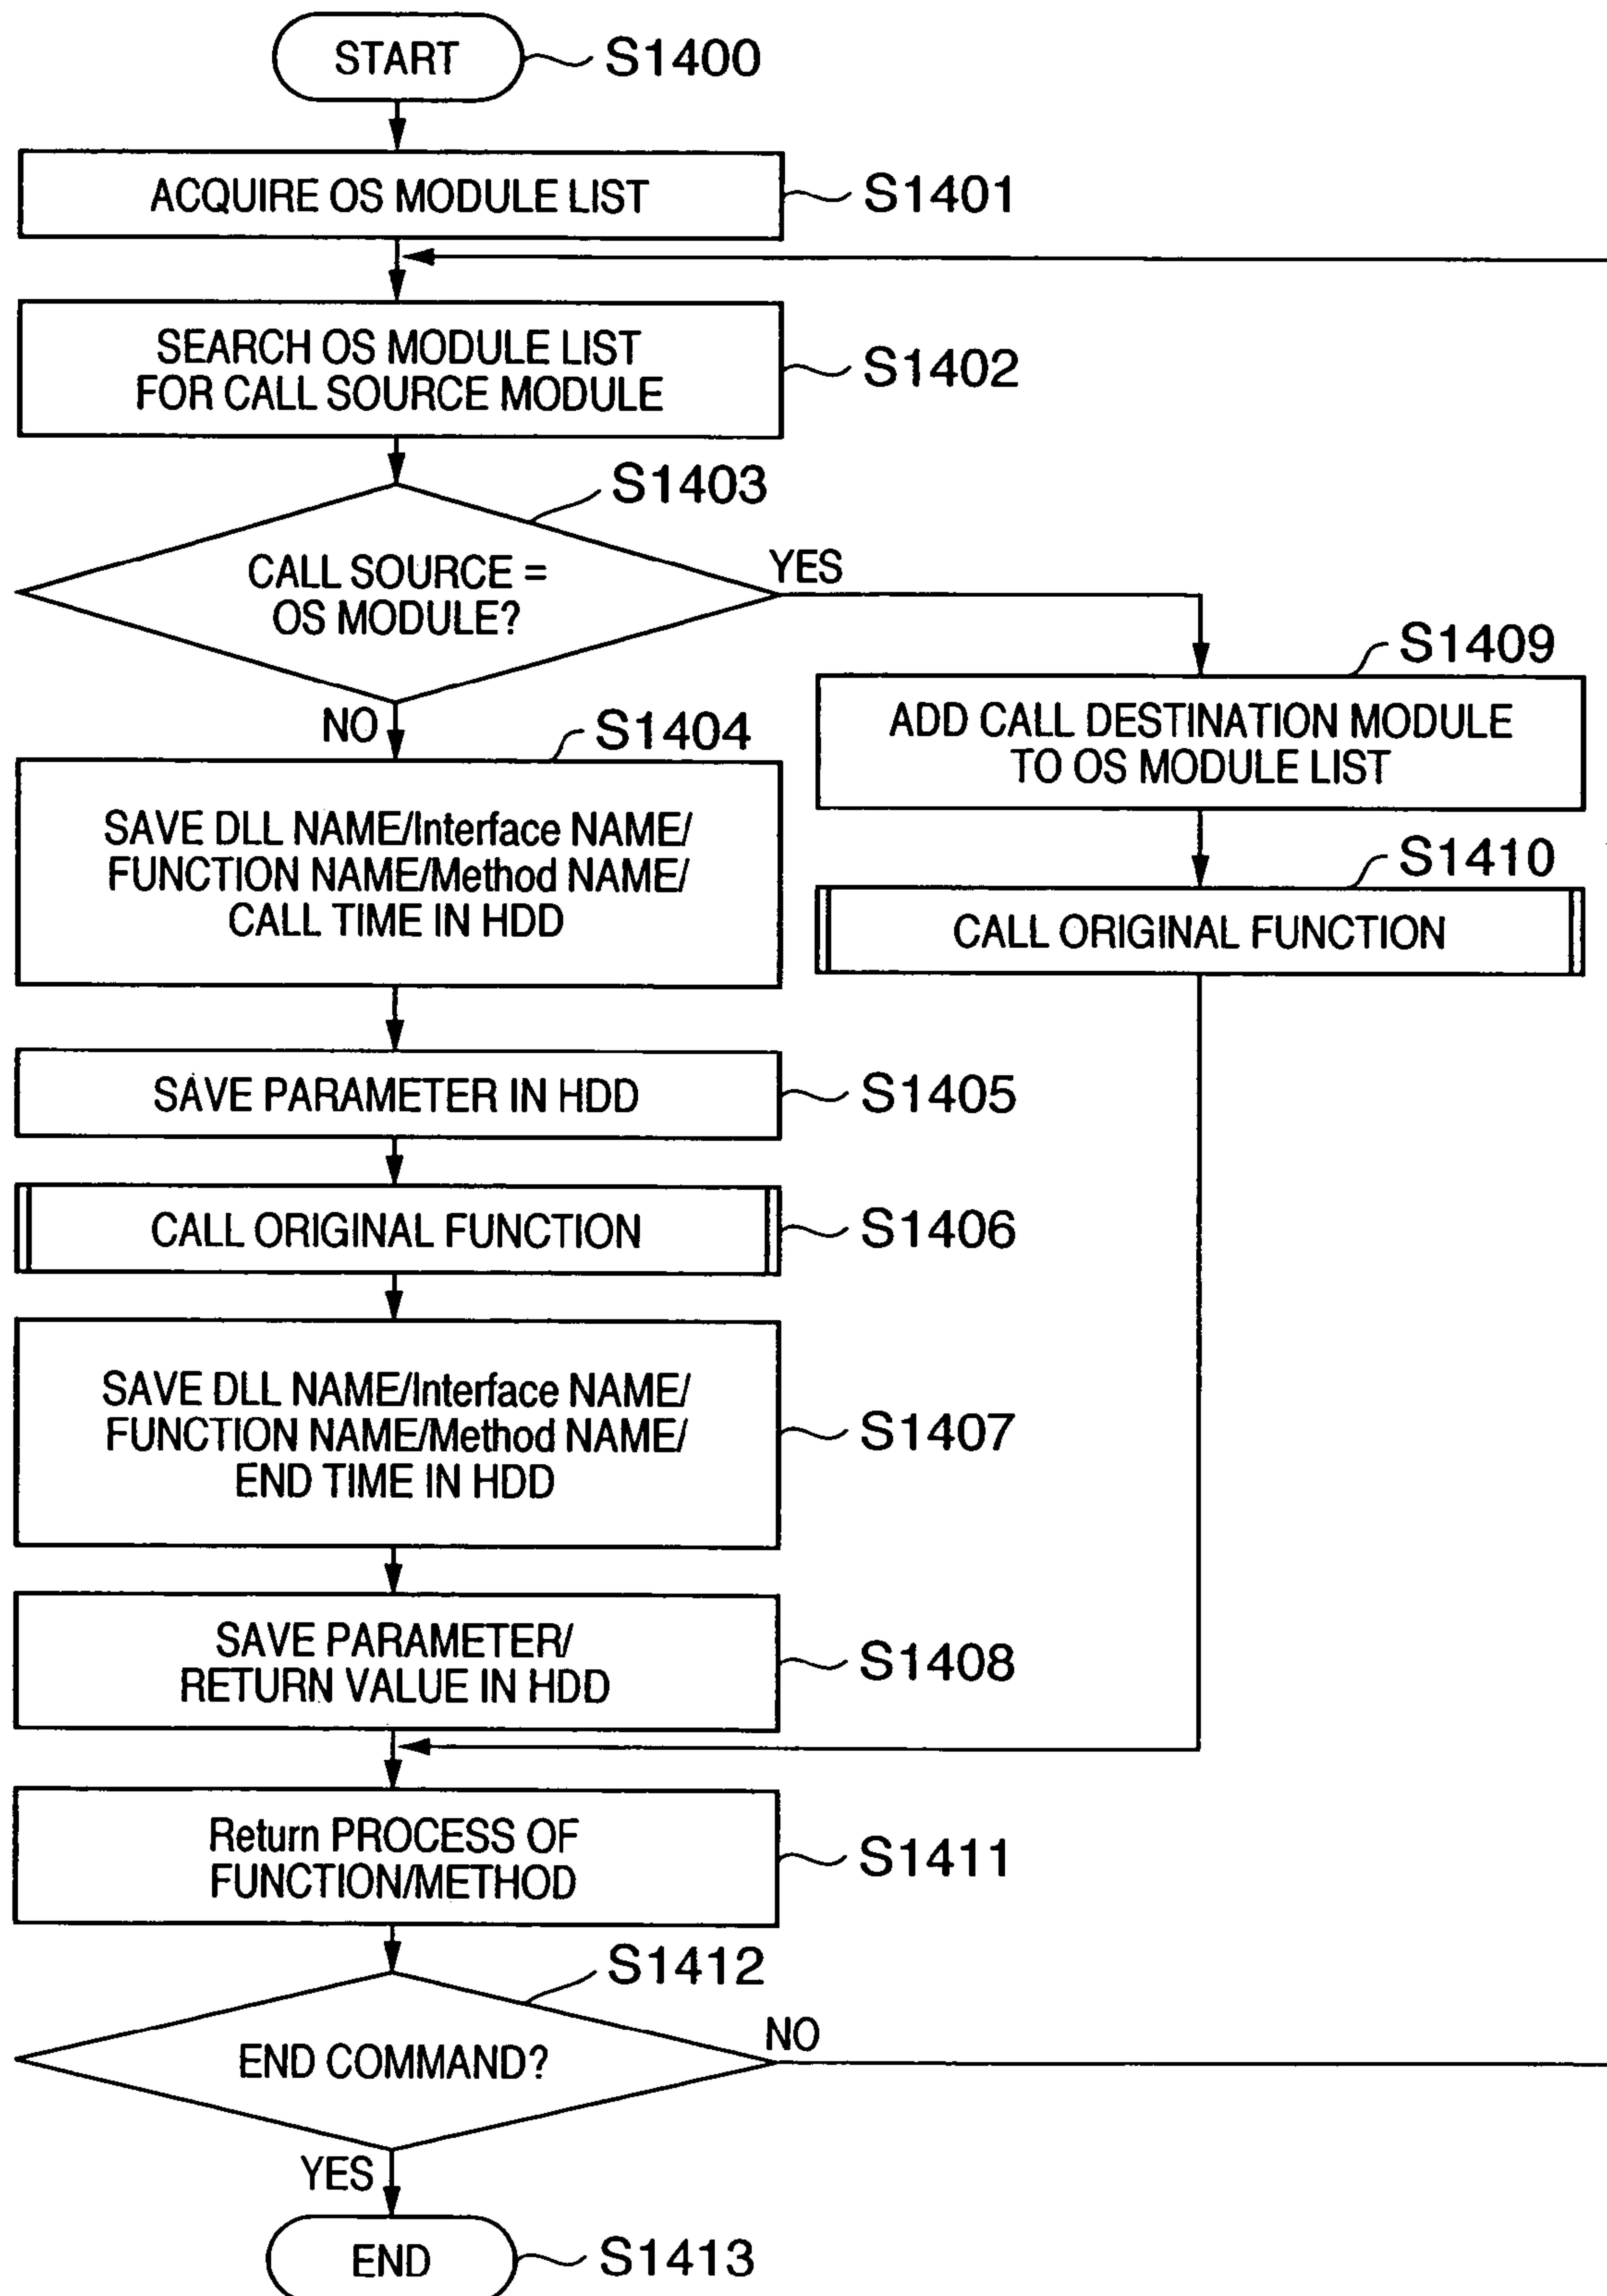 START
S1400
ACQUIRE OS MODULE LIST
S1401
SEARCH OS MODULE LIST
FOR CALL SOURCE MODULE
S1402
S1403
CALL SOURCE =
OS MODULE?
YES
NO
S1409
ADD CALL DESTINATION MODULE
TO OS MODULE LIST
S1404
SAVE DLL NAME/Interface NAME/
FUNCTION NAME/Method NAME/
CALL TIME IN HDD
S1410
CALL ORIGINAL FUNCTION
SAVE PARAMETER IN HDD
S1405
CALL ORIGINAL FUNCTION
S1406
SAVE DLL NAME/Interface NAME/
FUNCTION NAME/Method NAME/
END TIME IN HDD
S1407
SAVE PARAMETER/
RETURN VALUE IN HDD
S1408
Return PROCESS OF
FUNCTION/METHOD
S1411
S1412
END COMMAND?
NO
YES
END
S1413